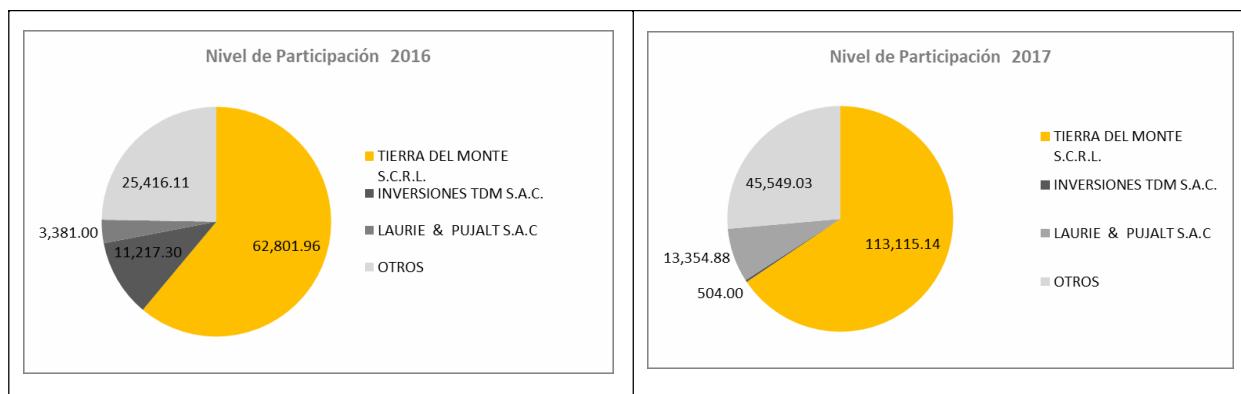 Nivel de Participación 2016
25,416.11
3,381.00
11,217.30
62,801.96
TIERRA DEL MONTE
S.C.R.L.
INVERSIONES TDM S.A.C.
LAURIE & PUJALT S.A.C
OTROS
Nivel de Participación 2017
45,549.03
13,354.88
504.00
113,115.14
TIERRA DEL MONTE
S.C.R.L.
INVERSIONES TDM S.A.C.
LAURIE & PUJALT S.A.C
OTROS